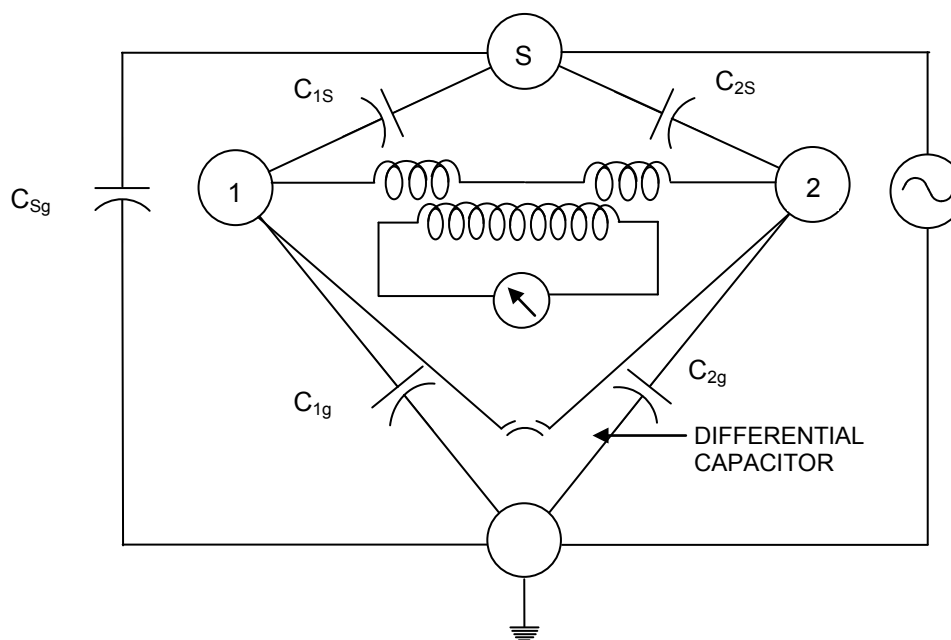 S
C1S
C2S
CSg
1
2
C1g
C2g
DIFFERENTIAL
CAPACITOR